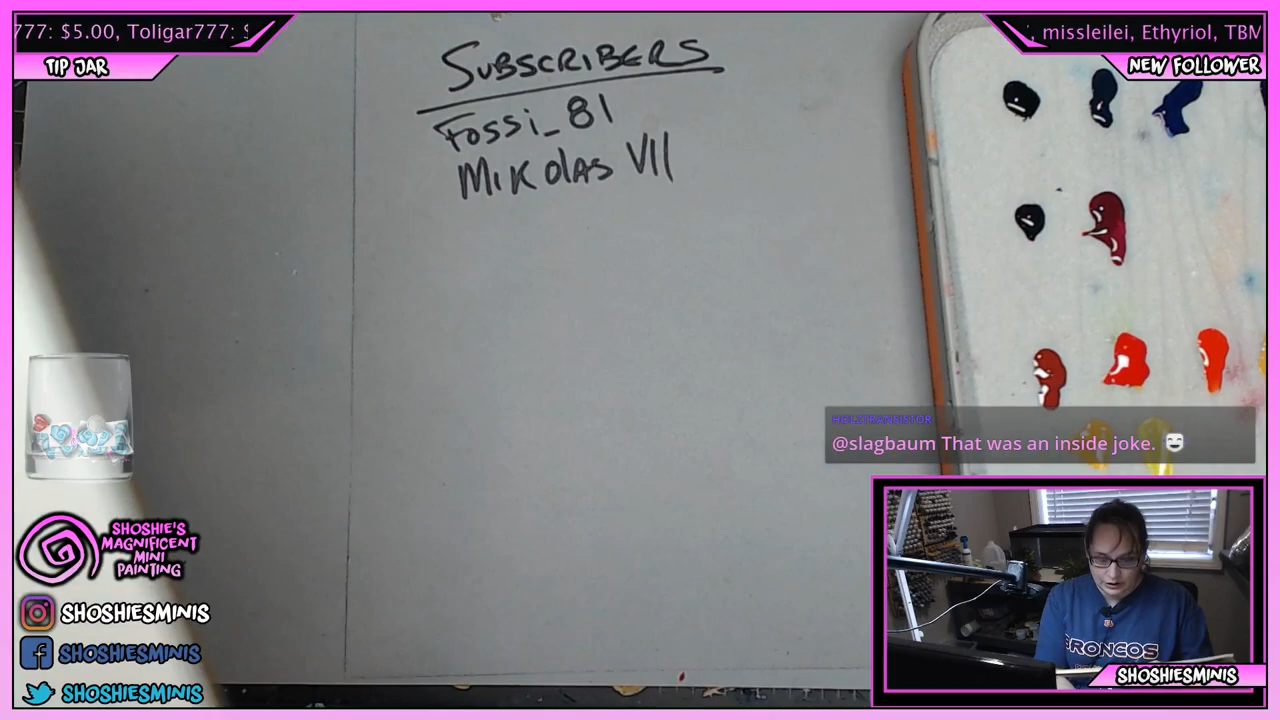 777: $5.00, Toligar777: $
TIP JAR
, missleilei, Ethyriol, TBM
NEW FOLLOWER
SUBSCRIBERS
Fossi_81
MiKolas VII
HOLZTRANSISTOR
@slagbaum That was an inside joke.
SHOSHIE'S
MAGNIFICENT
MINI
PAINTING
SHOSHIESMINIS
SHOSHIESMINIS
SHOSHIESMINIS
BRONCOS
SHOSHIESMINIS